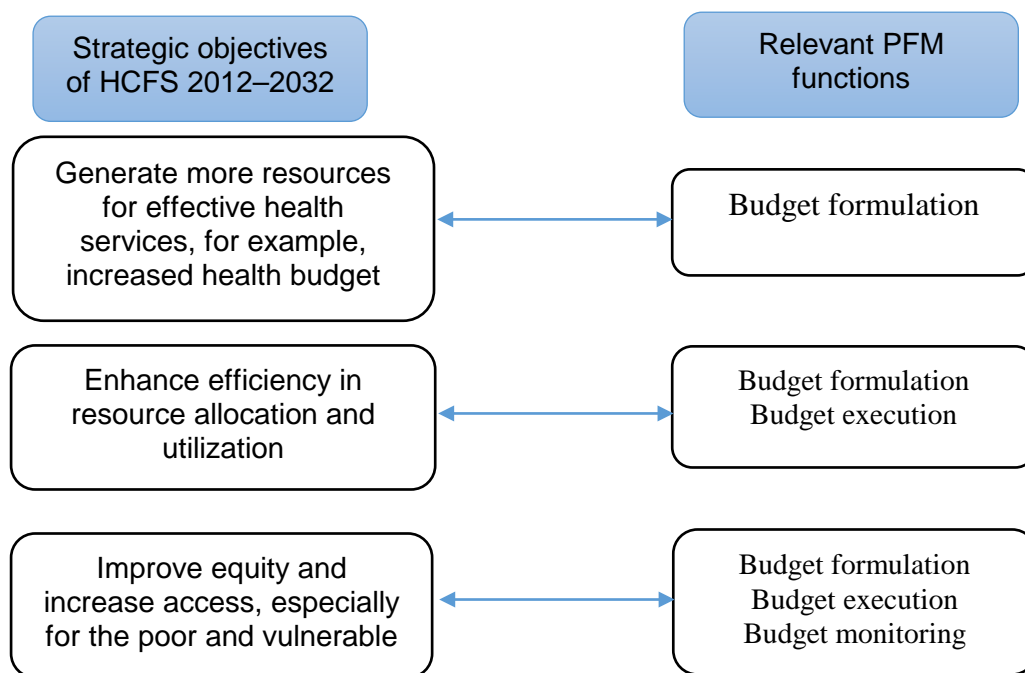 Strategic objectives
of HCFS 2012–2032
Relevant PFM
functions
Generate more resources
for effective health
services, for example,
increased health budget
Budget formulation
Enhance efficiency in
resource allocation and
utilization
Budget formulation
Budget execution
Improve equity and
increase access, especially
for the poor and vulnerable
Budget formulation
Budget execution
Budget monitoring